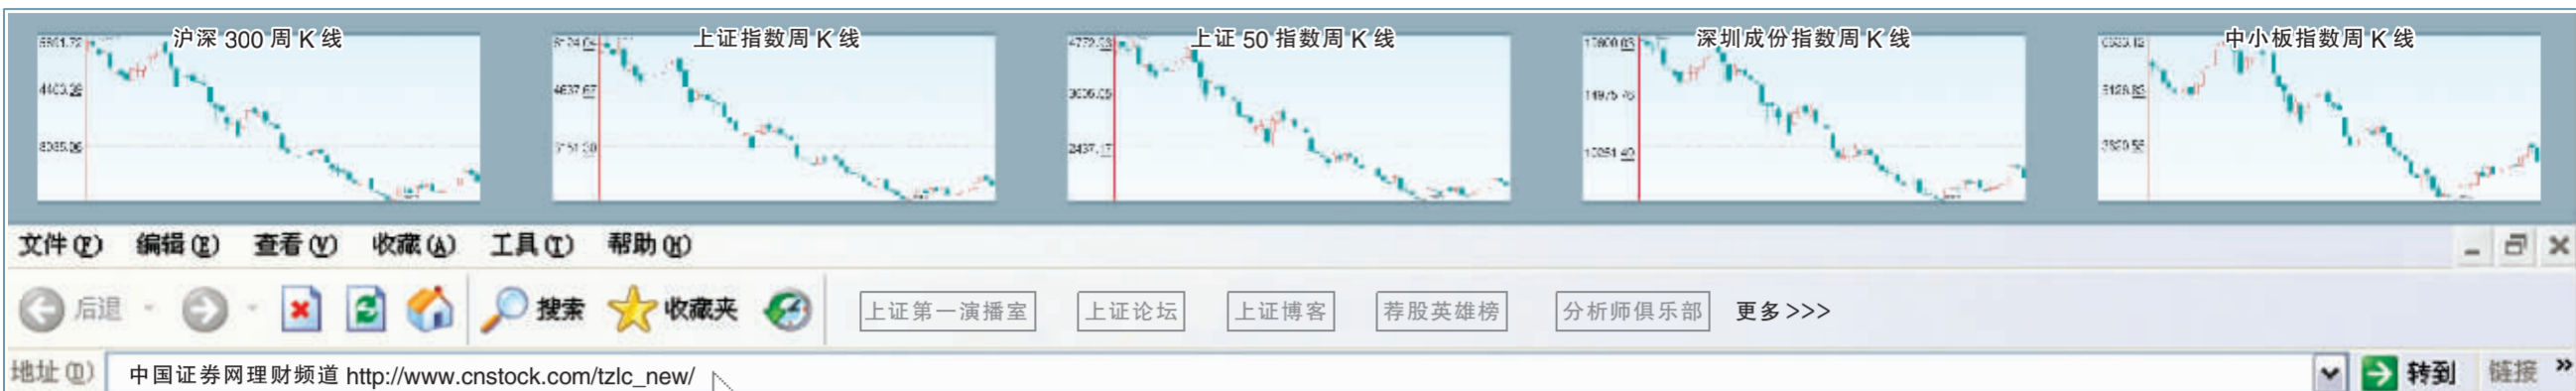 沪深 300 周 K 线
上证指数周 K 线
上证 50 指数周 K 线
深圳成份指数周 K 线
中小板指数周 K 线
文件(F) 编辑(E) 查看(V) 收藏(A) 工具(T) 帮助(H)
后退 搜索 收藏夹 上证第一演播室 上证论坛 上证博客 荐股英雄榜 分析师俱乐部 更多>>>
地址(D) 中国证券网理财频道 http://www.cnstock.com/tzlc_new/ 转到 链接 »